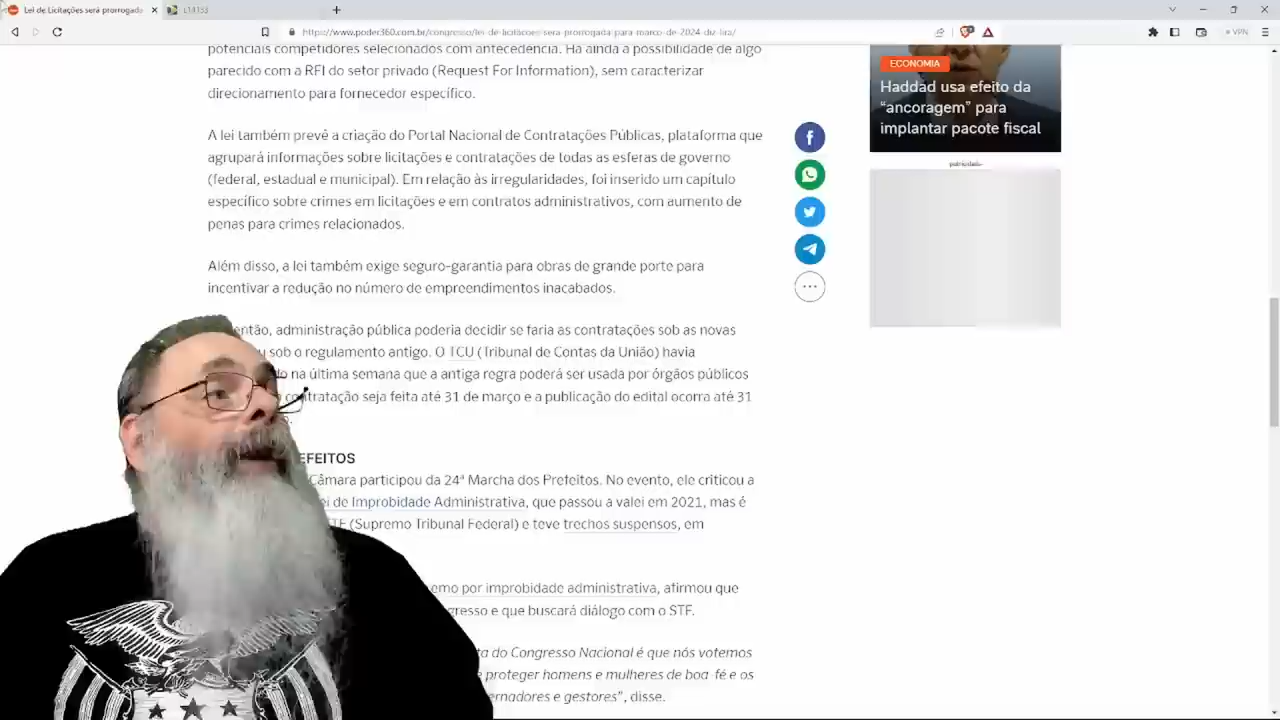 Lei de Licitações será prorrogada
L14133
https://www.poder360.com.br/congresso/lei-de-licitacoes-sera-prorrogada-para-marco-de-2024-diz-lira/
VPN
potenciais competidores selecionados com antecedência. Há ainda a possibilidade de algo
parecido com a RFI do setor privado (Request For Information), sem caracterizar
direcionamento para fornecedor específico.
A lei também prevê a criação do Portal Nacional de Contratações Públicas, plataforma que
agrupará informações sobre licitações e contratações de todas as esferas de governo
(federal, estadual e municipal). Em relação às irregularidades, foi inserido um capítulo
específico sobre crimes em licitações e em contratos administrativos, com aumento de
penas para crimes relacionados.
Além disso, a lei também exige seguro-garantia para obras de grande porte para
incentivar a redução no número de empreendimentos inacabados.
então, administração pública poderia decidir se faria as contratações sob as novas
sob o regulamento antigo. O TCU (Tribunal de Contas da União) havia
na última semana que a antiga regra poderá ser usada por órgãos públicos
contratação seja feita até 31 de março e a publicação do edital ocorra até 31
EFEITOS
Câmara participou da 24ª Marcha dos Prefeitos. No evento, ele criticou a
ei de Improbidade Administrativa, que passou a valei em 2021, mas é
(Supremo Tribunal Federal) e teve trechos suspensos, em
emo por improbidade administrativa, afirmou que
gresso e que buscará diálogo com o STF.
ta do Congresso Nacional é que nós votemos
proteger homens e mulheres de boa-fé e os
ernadores e gestores”, disse.
ECONOMIA
Haddad usa efeito da
“ancoragem” para
implantar pacote fiscal
publicidade